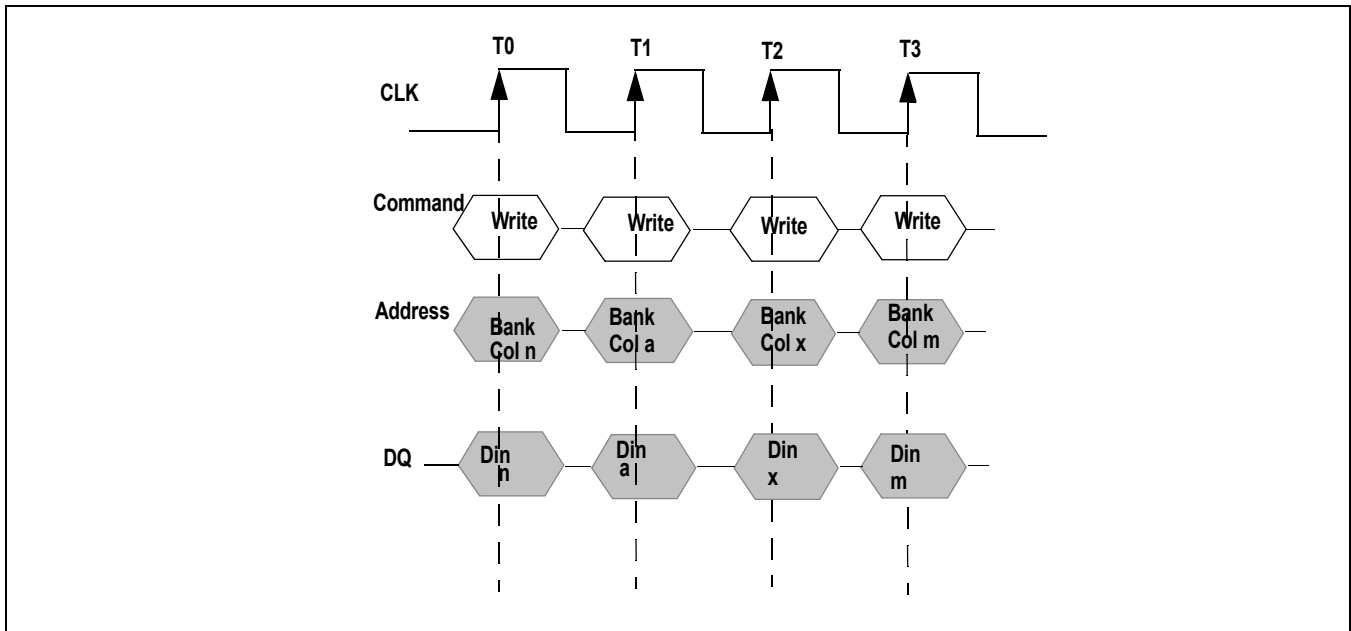 T0 T1 T2 T3
CLK
Command Write Write Write Write
Address Bank Bank Bank Bank
Col n Col a Col x Col m
DQ Din Din Din Din
n a x m